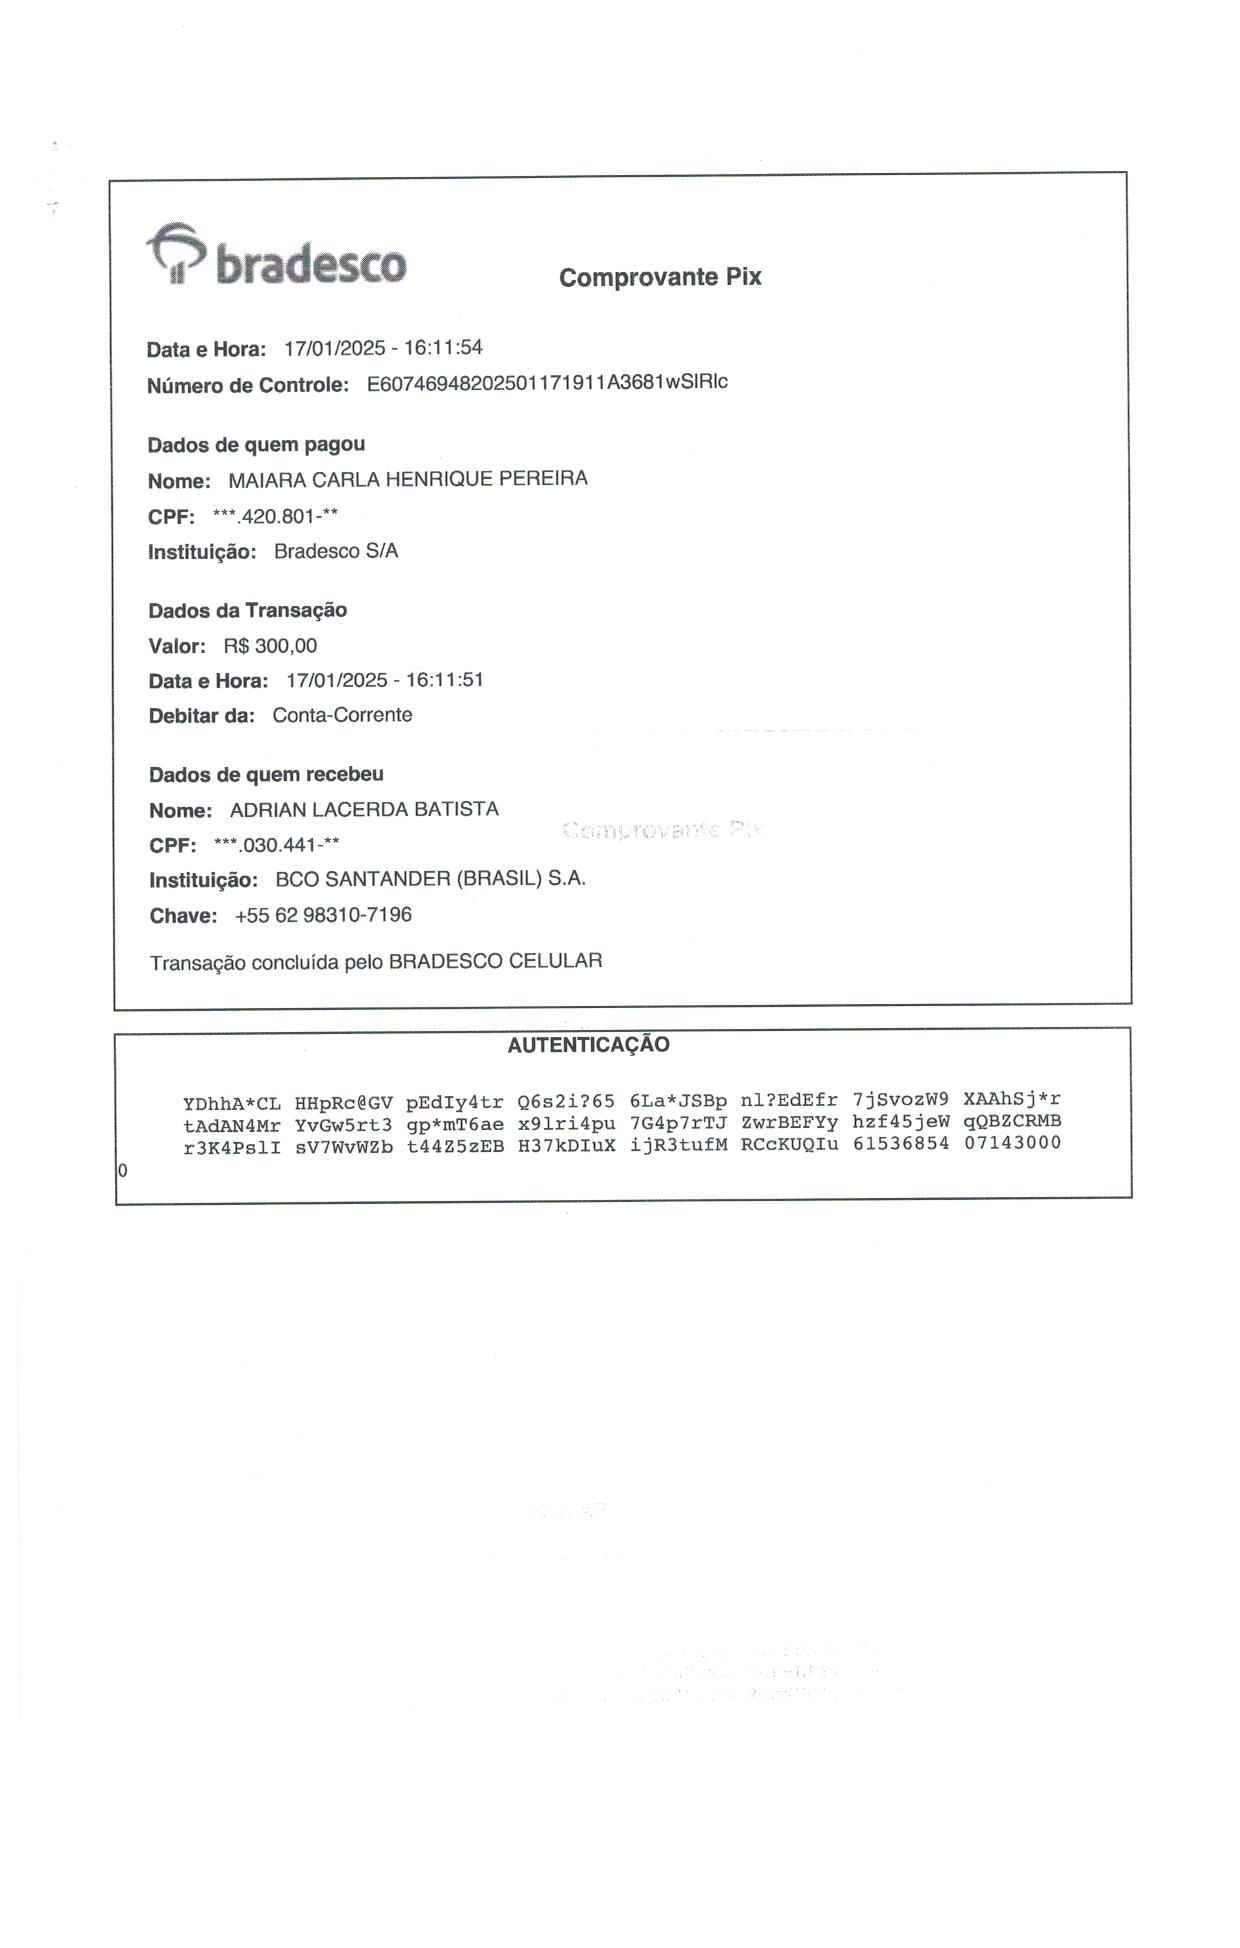 bradesco
Comprovante Pix
Data e Hora: 17/01/2025 - 16:11:54
Número de Controle: E60746948202501171911A3681wSIRIc
Dados de quem pagou
Nome: MAIARA CARLA HENRIQUE PEREIRA
CPF: ***.420.801-**
Instituição: Bradesco S/A
Dados da Transação
Valor: R$ 300,00
Data e Hora: 17/01/2025 - 16:11:51
Debitar da: Conta-Corrente
Dados de quem recebeu
Nome: ADRIAN LACERDA BATISTA
Comprovante Pix
CPF: ***.030.441-**
Instituição: BCO SANTANDER (BRASIL) S.A.
Chave: +55 62 98310-7196
Transação concluída pelo BRADESCO CELULAR
AUTENTICAÇÃO
YDhhA*CL HHpRc@GV pEdIy4tr Q6s2i?65 6La*JSBp nl?EdEfr 7jSvozW9 XAAhSj*r
tAdAN4Mr YvGw5rt3 gp*mT6ae x9lri4pu 7G4p7rTJ ZwrBEFYy hzf45jeW qQBZCRMB
r3K4PslI sV7WvWZb t44Z5zEB H37kDIuX ijR3tufM RCcKUQIu 61536854 07143000
0